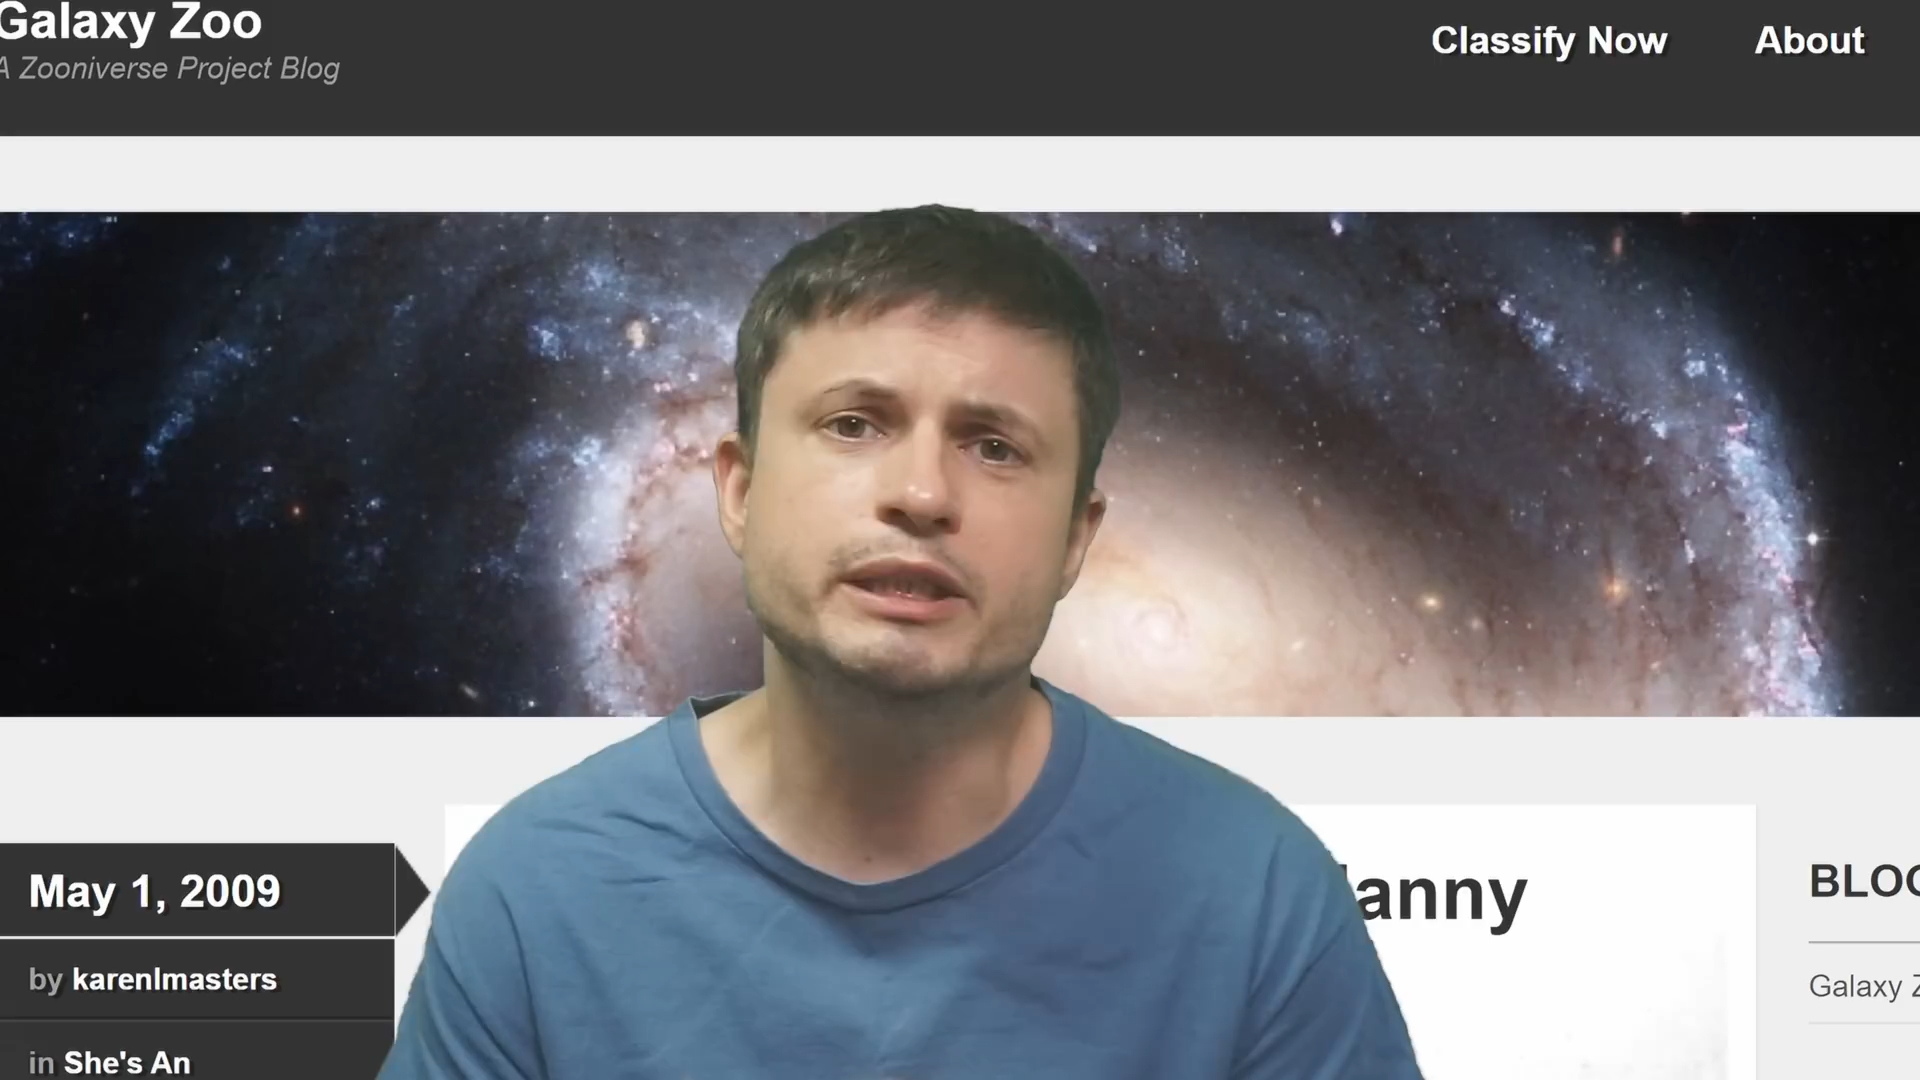 Galaxy Zoo
A Zooniverse Project Blog
Classify Now
About
May 1, 2009
by karenlmasters
in She's An
anny
BLOG
Galaxy Z